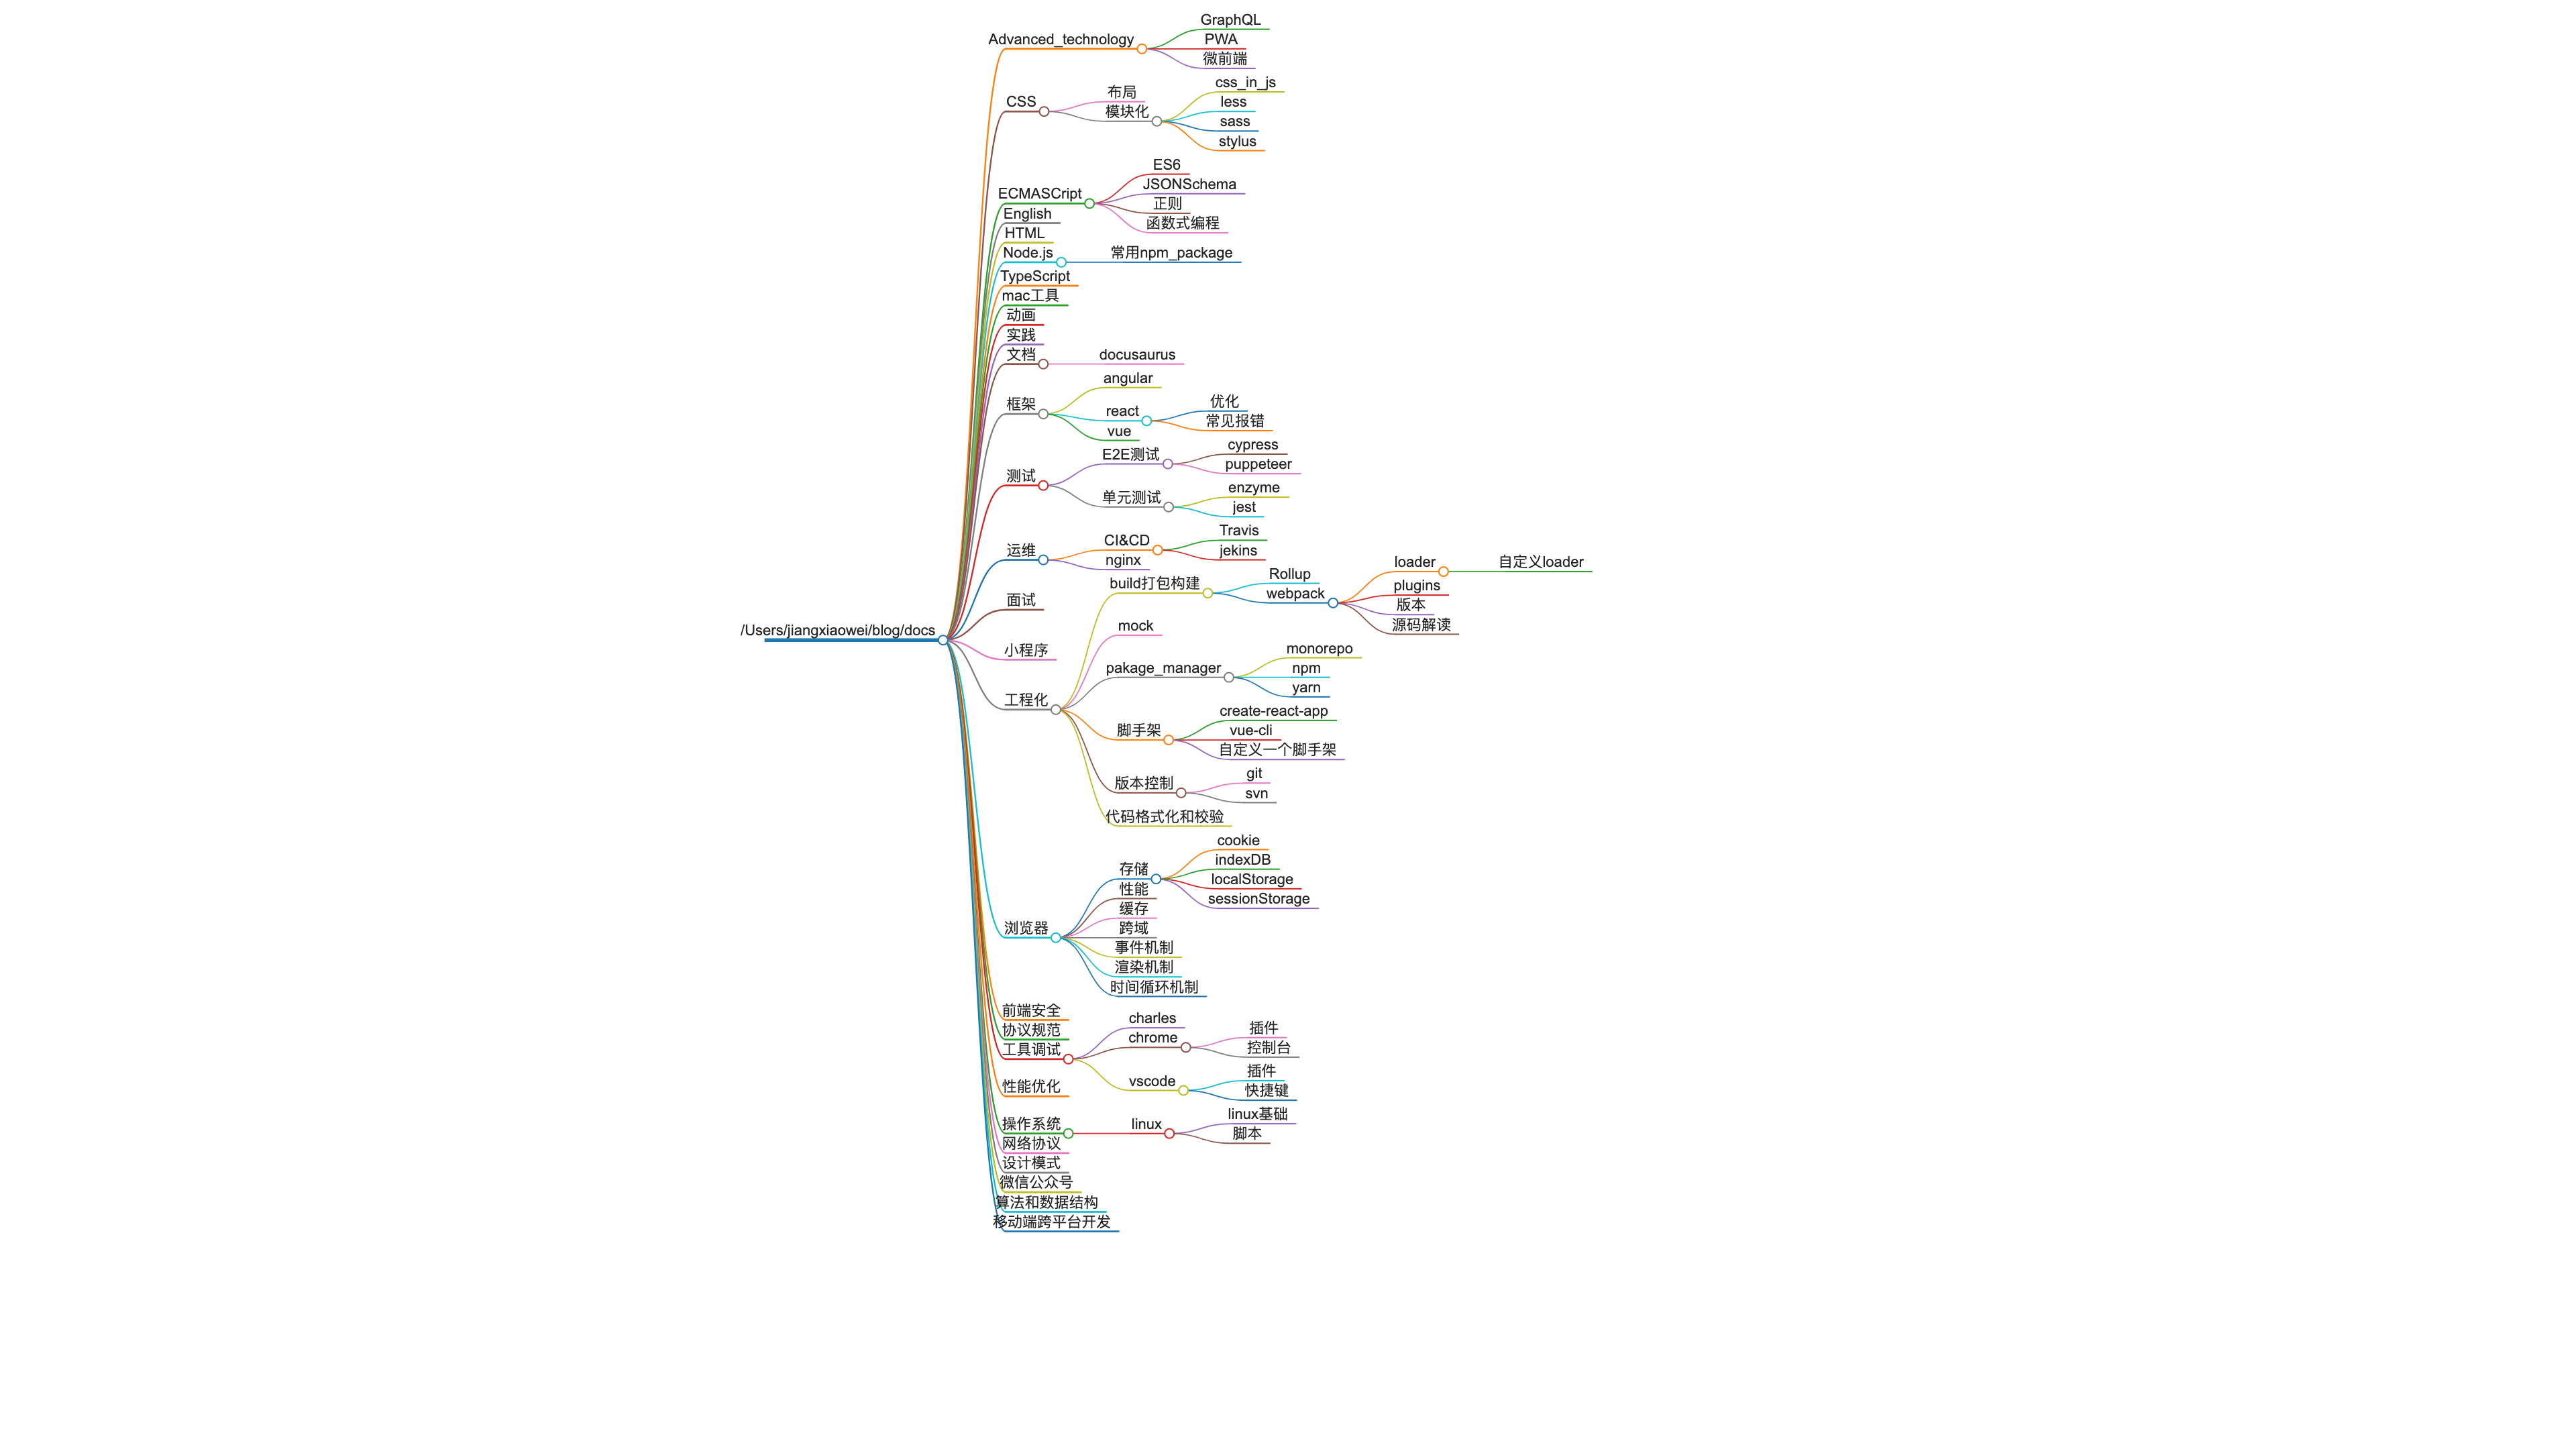 /Users/jiangxiaowei/blog/docs
Advanced_technology
GraphQL
PWA
微前端
CSS
布局
模块化
css_in_js
less
sass
stylus
ECMASCript
ES6
JSONSchema
正则
函数式编程
English
HTML
Node.js
常用npm_package
TypeScript
mac工具
动画
实践
文档
docusaurus
框架
angular
react
优化
常见报错
vue
测试
E2E测试
cypress
puppeteer
单元测试
enzyme
jest
运维
CI&CD
Travis
jekins
nginx
面试
小程序
工程化
build打包构建
Rollup
webpack
loader
自定义loader
plugins
版本
源码解读
mock
pakage_manager
monorepo
npm
yarn
脚手架
create-react-app
vue-cli
自定义一个脚手架
版本控制
git
svn
代码格式化和校验
浏览器
存储
cookie
indexDB
localStorage
sessionStorage
性能
缓存
跨域
事件机制
渲染机制
时间循环机制
前端安全
协议规范
工具调试
charles
chrome
插件
控制台
vscode
插件
快捷键
性能优化
操作系统
linux
linux基础
脚本
网络协议
设计模式
微信公众号
算法和数据结构
移动端跨平台开发